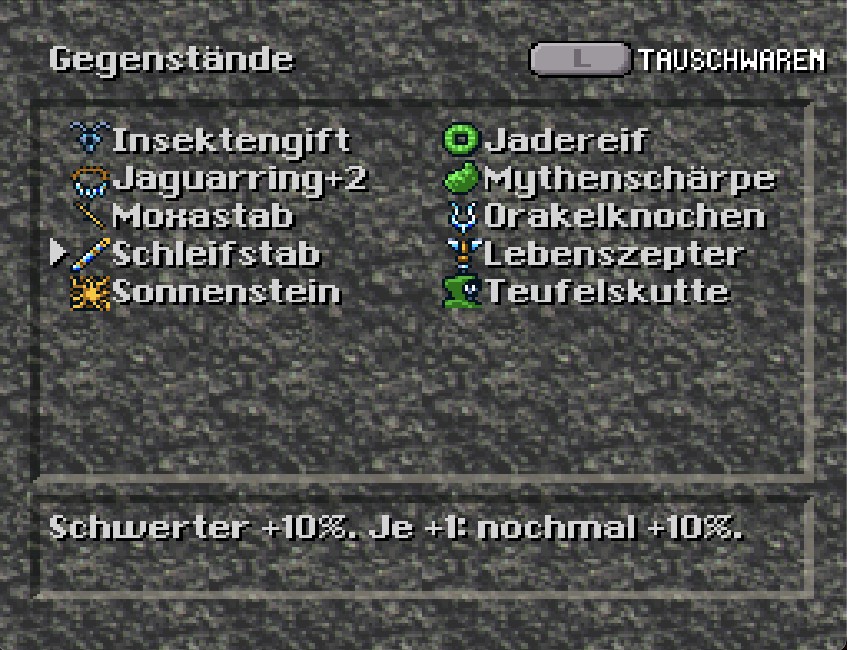 Gegenstände
L TAUSCHWAREN
Insektengift
Jadereif
Jaguarring+2
Mythenschärpe
Moxastab
Orakelknochen
Schleifstab
Lebenszepter
Sonnenstein
Teufelskutte
Schwerter +10%. Je +1: nochmal +10%.